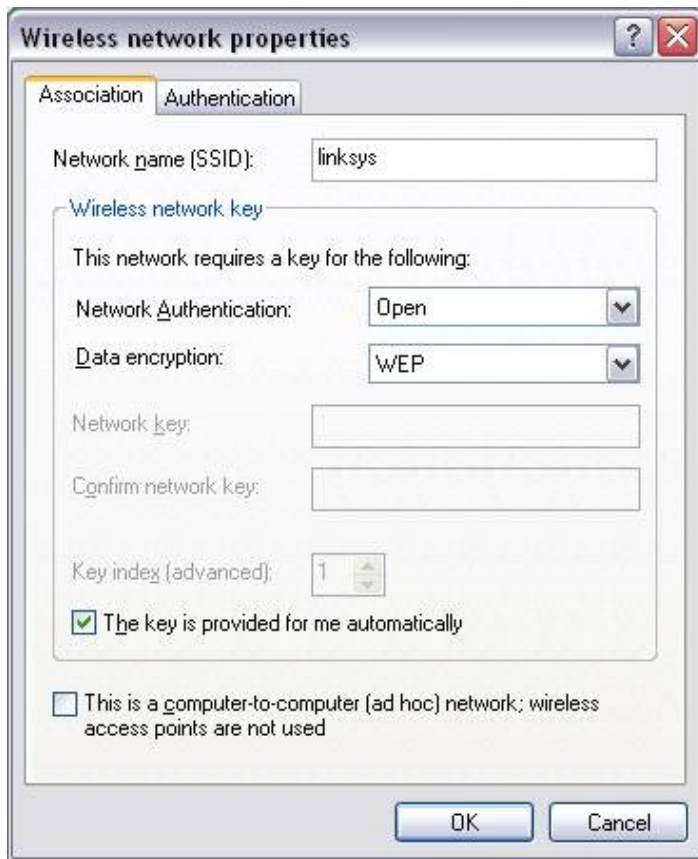 Wireless network properties
?
Association Authentication
Network name (SSID): linksys
Wireless network key
This network requires a key for the following:
Network Authentication: Open
Data encryption: WEP
Network key:
Confirm network key:
Key index (advanced): 1
The key is provided for me automatically
This is a computer-to-computer (ad hoc) network; wireless
access points are not used
OK Cancel